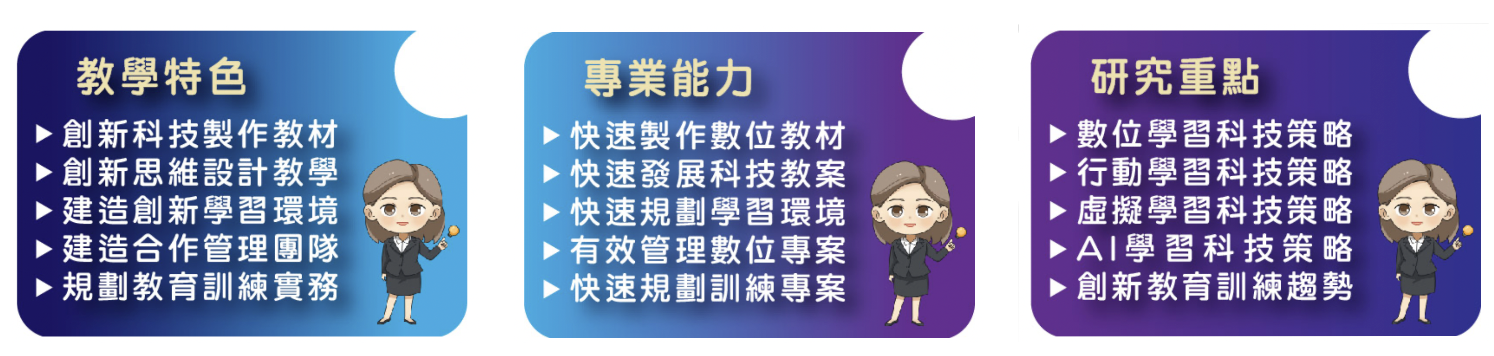 教學特色
▶創新科技製作教材
▶創新思維設計教學
▶建造創新學習環境
▶建造合作管理團隊
▶規劃教育訓練實務
專業能力
▶快速製作數位教材
▶快速發展科技教案
▶快速規劃學習環境
▶有效管理數位專案
▶快速規劃訓練專案
研究重點
▶數位學習科技策略
▶行動學習科技策略
▶虛擬學習科技策略
▶AI學習科技策略
▶創新教育訓練趨勢